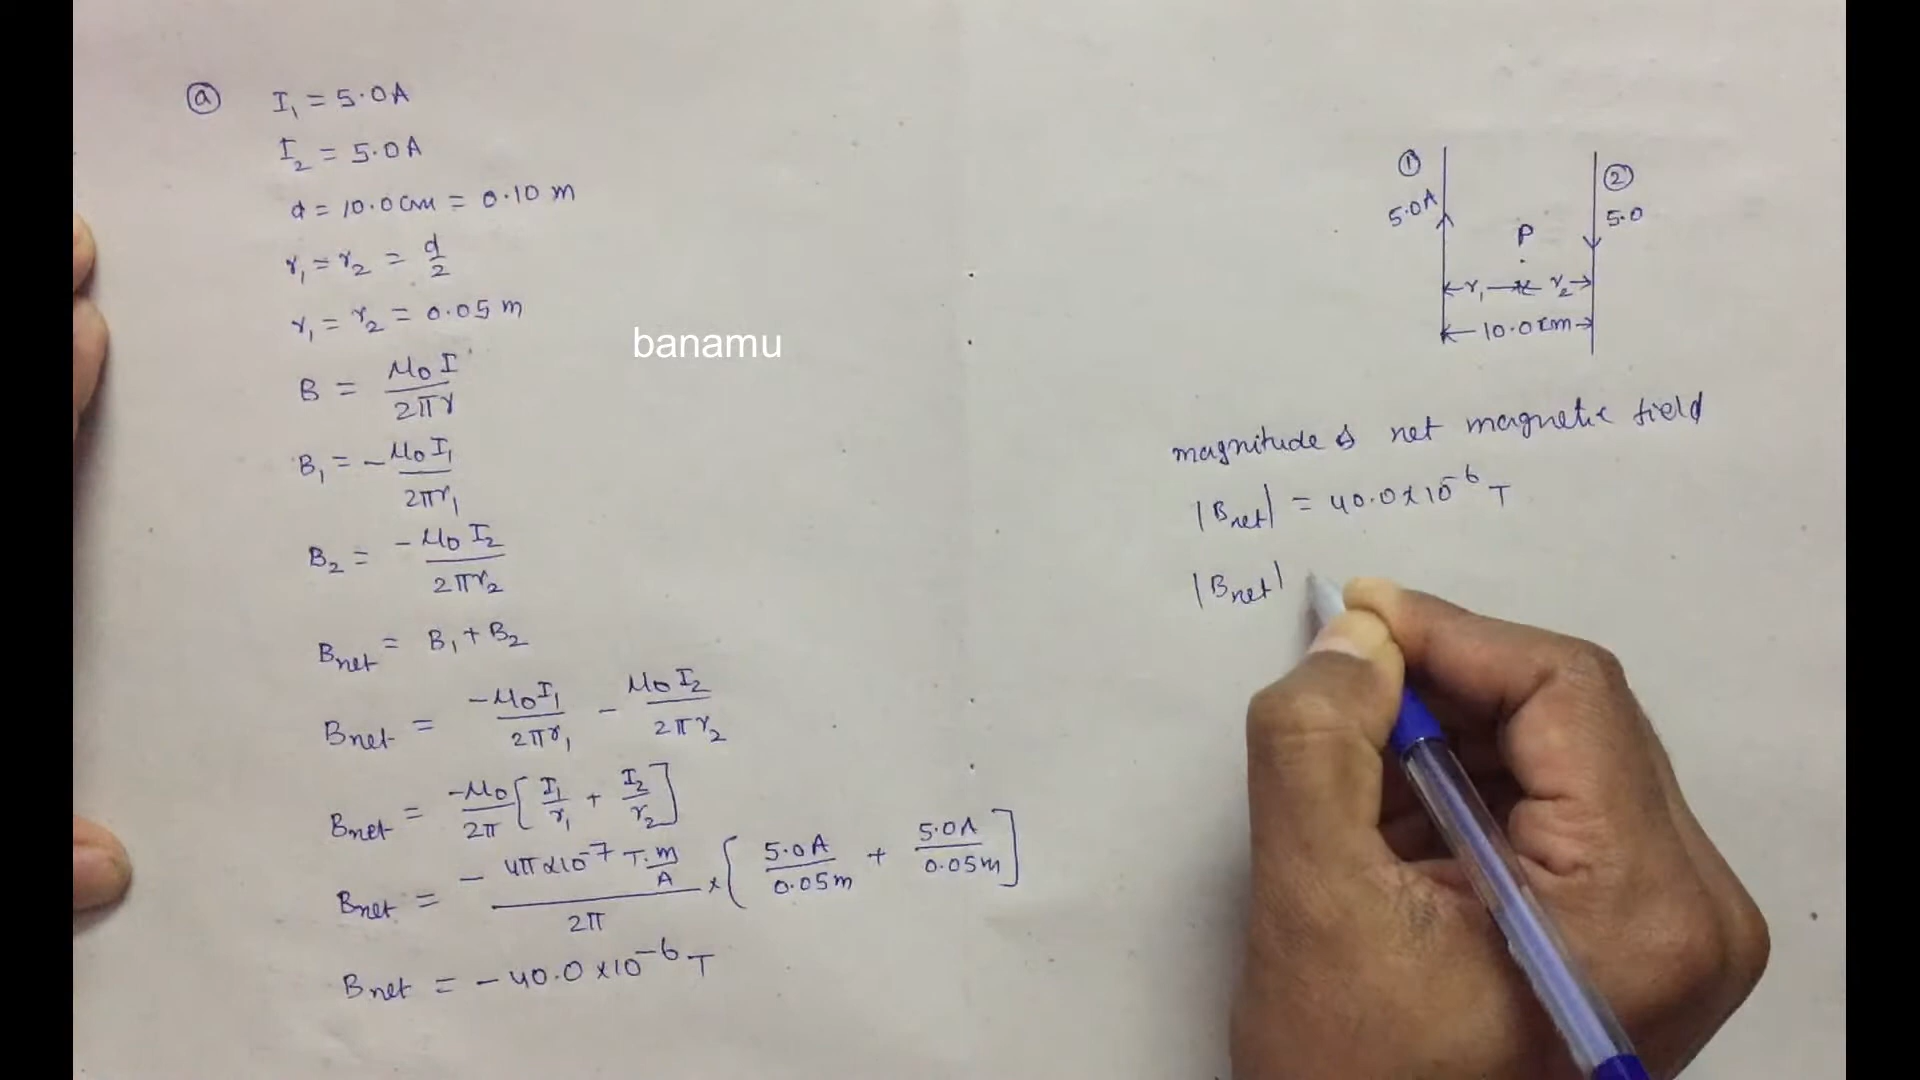 ⓐ I₁ = 5.0A
I₂ = 5.0A
d = 10.0cm = 0.10 m
r₁ = r₂ = d/2
r₁ = r₂ = 0.05 m
B = μ₀I/2πr
B₁ = -μ₀I₁/2πr₁
B₂ = -μ₀I₂/2πr₂
Bnet = B₁ + B₂
Bnet = -μ₀I₁/2πr₁ - μ₀I₂/2πr₂
Bnet = -μ₀/2π [I₁/r₁ + I₂/r₂]
Bnet = - 4π×10⁻⁷ T.m/A / 2π × [5.0A/0.05m + 5.0A/0.05m]
Bnet = - 40.0 × 10⁻⁶ T
banamu
① ②
5.0A 5.0
P
r₁ r₂
10.0cm
magnitude net magnetic field
|Bnet| = 40.0×10⁻⁶ T
|Bnet|